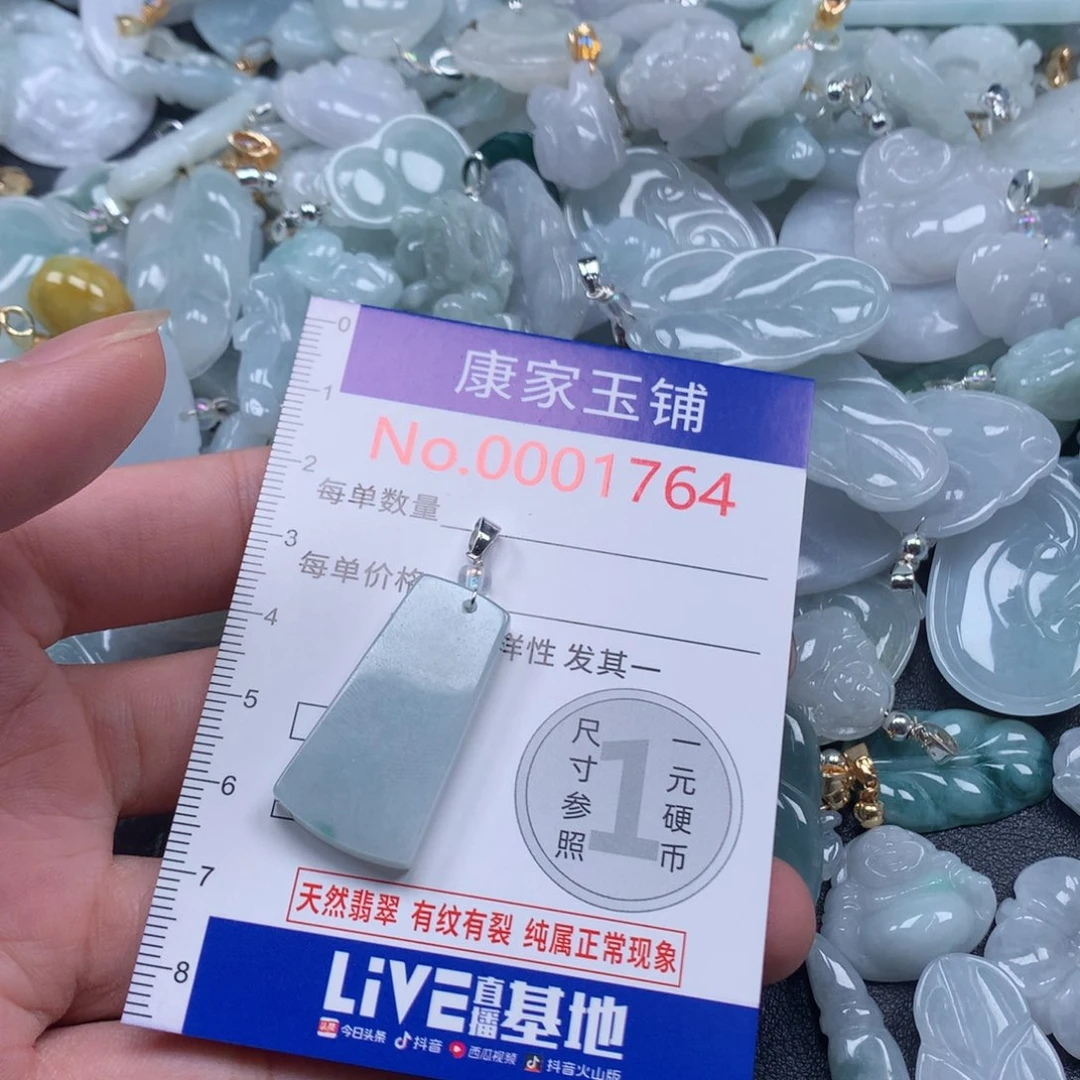 0
康家玉铺
1
No.0001764
2
每单数量
3
每单价格
4
样性 发其一
5
尺寸参照
1
一元硬币
6
7
天然翡翠 有纹有裂 纯属正常现象
8
LiVE直播基地
头条 今日头条 抖音 西瓜视频 抖音火山版